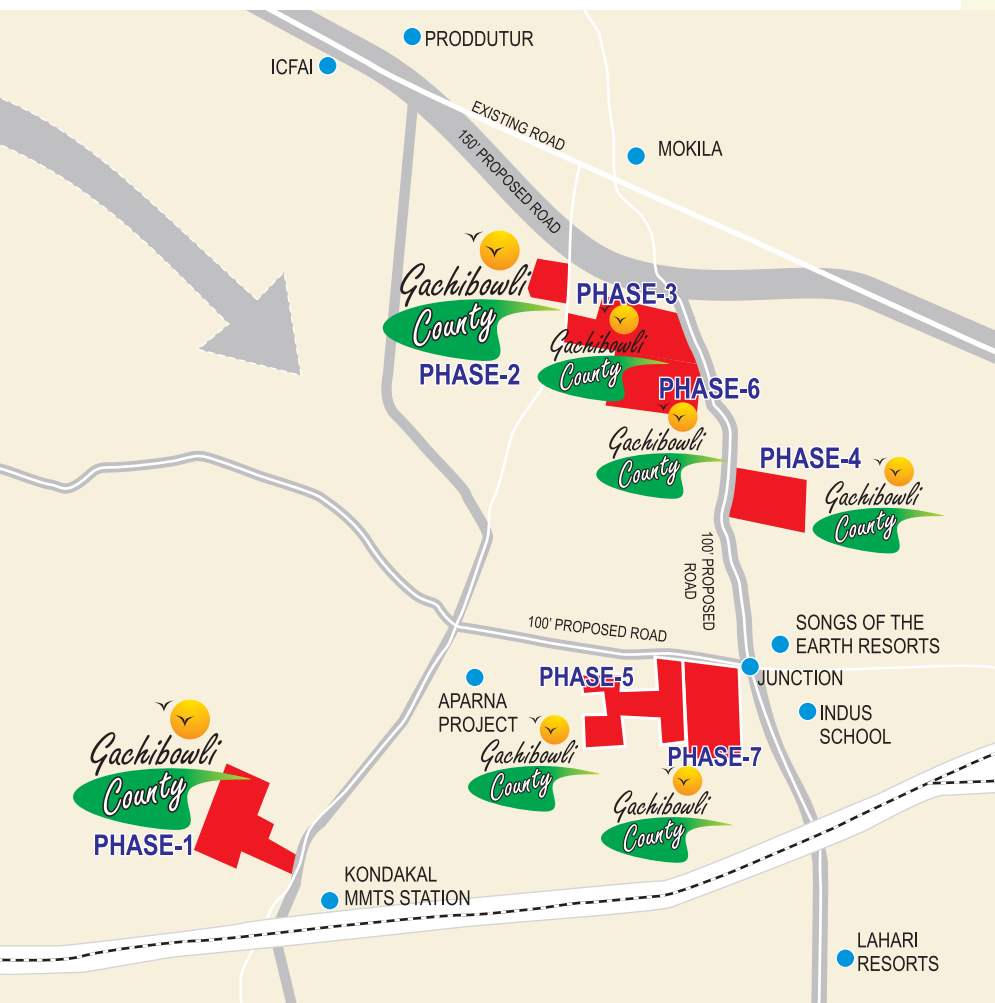 PRODDUTUR
ICFAI
EXISTING ROAD
150' PROPOSED ROAD
MOKILA
Gachibowli
County
PHASE-2
PHASE-3
Gachibowli
County
PHASE-6
Gachibowli
County
PHASE-4
Gachibowli
County
100' PROPOSED
ROAD
100' PROPOSED ROAD
SONGS OF THE
EARTH RESORTS
JUNCTION
PHASE-5
APARNA
PROJECT
INDUS
SCHOOL
Gachibowli
County
PHASE-7
Gachibowli
County
Gachibowli
County
PHASE-1
KONDAKAL
MMTS STATION
LAHARI
RESORTS